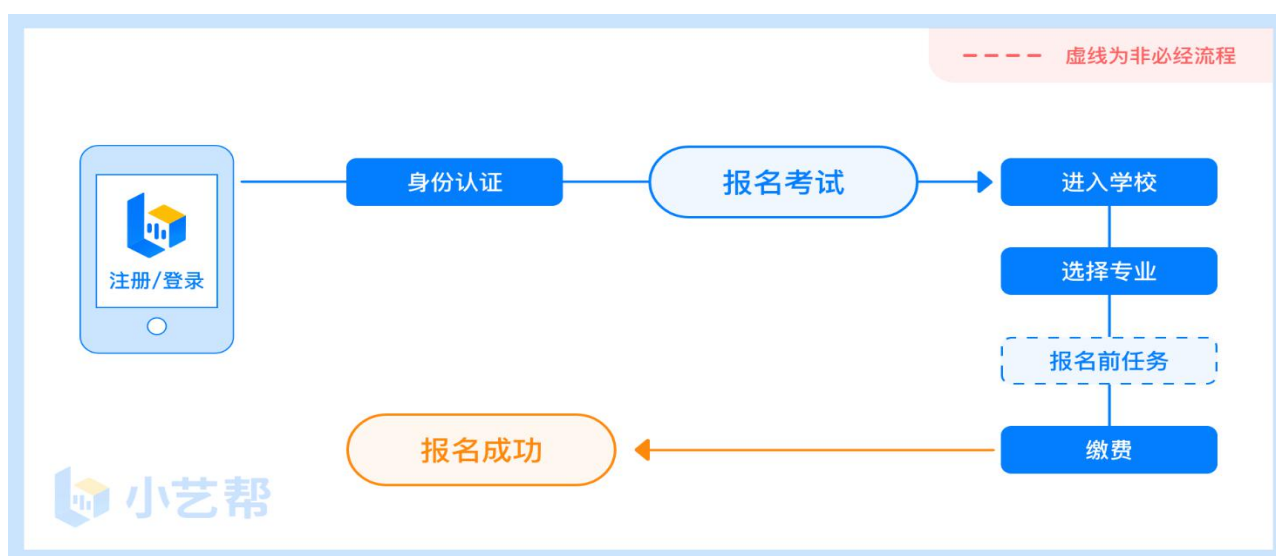 ---- 虚线为非必经流程
注册/登录
身份认证
报名考试
进入学校
选择专业
报名前任务
缴费
报名成功
小艺帮